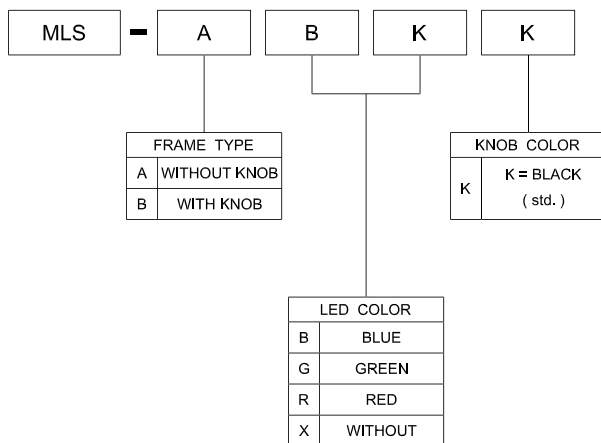 MLS - A B K K
FRAME TYPE
A WITHOUT KNOB
B WITH KNOB
KNOB COLOR
K K = BLACK
( std. )
LED COLOR
B BLUE
G GREEN
R RED
X WITHOUT